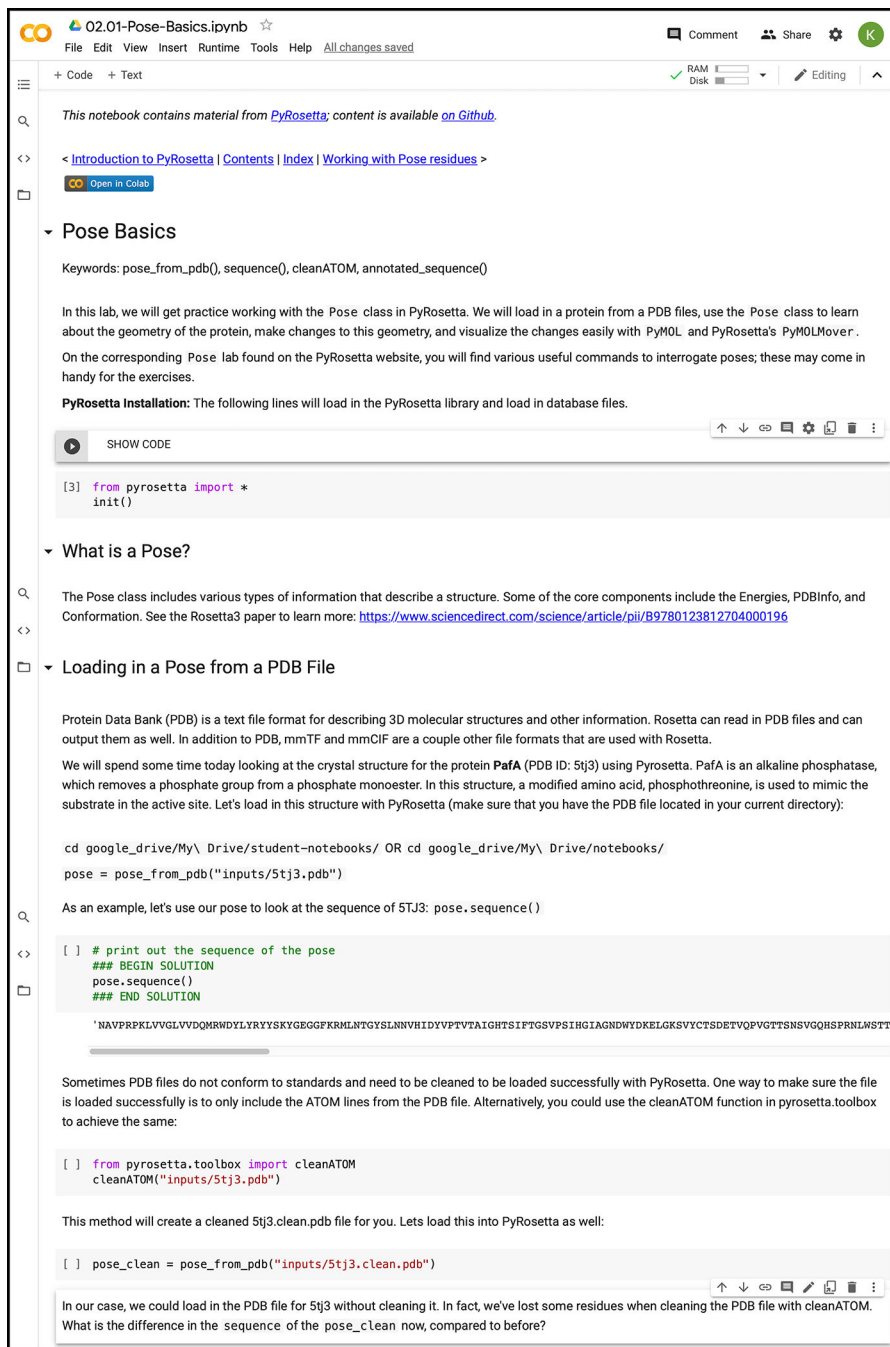 02.01-Pose-Basics.ipynb
File Edit View Insert Runtime Tools Help All changes saved
Comment Share K
+ Code + Text
RAM
Disk
Editing
This notebook contains material from PyRosetta; content is available on Github.
< Introduction to PyRosetta | Contents | Index | Working with Pose residues >
Open in Colab
Pose Basics
Keywords: pose_from_pdb(), sequence(), cleanATOM, annotated_sequence()
In this lab, we will get practice working with the Pose class in PyRosetta. We will load in a protein from a PDB files, use the Pose class to learn
about the geometry of the protein, make changes to this geometry, and visualize the changes easily with PyMOL and PyRosetta's PyMOLMover.
On the corresponding Pose lab found on the PyRosetta website, you will find various useful commands to interrogate poses; these may come in
handy for the exercises.
PyRosetta Installation: The following lines will load in the PyRosetta library and load in database files.
SHOW CODE
[3] from pyrosetta import *
init()
What is a Pose?
The Pose class includes various types of information that describe a structure. Some of the core components include the Energies, PDBInfo, and
Conformation. See the Rosetta3 paper to learn more: https://www.sciencedirect.com/science/article/pii/B9780123812704000196
Loading in a Pose from a PDB File
Protein Data Bank (PDB) is a text file format for describing 3D molecular structures and other information. Rosetta can read in PDB files and can
output them as well. In addition to PDB, mmTF and mmCIF are a couple other file formats that are used with Rosetta.
We will spend some time today looking at the crystal structure for the protein PafA (PDB ID: 5tj3) using Pyrosetta. PafA is an alkaline phosphatase,
which removes a phosphate group from a phosphate monoester. In this structure, a modified amino acid, phosphothreonine, is used to mimic the
substrate in the active site. Let's load in this structure with PyRosetta (make sure that you have the PDB file located in your current directory):
cd google_drive/My\ Drive/student-notebooks/ OR cd google_drive/My\ Drive/notebooks/
pose = pose_from_pdb("inputs/5tj3.pdb")
As an example, let's use our pose to look at the sequence of 5TJ3: pose.sequence()
[ ] # print out the sequence of the pose
### BEGIN SOLUTION
pose.sequence()
### END SOLUTION
'NAVPRPKLVVGLVVDQMRWDYLYRYYSKYGEGGFKRMLNTGYSLNNVHIDYVPTVTAIGHTSIFTGSVPSIHGIAGNDWYDKELGKSVYCTSDETVQPVGTTSNSVGQHSPRNLWSTT
Sometimes PDB files do not conform to standards and need to be cleaned to be loaded successfully with PyRosetta. One way to make sure the file
is loaded successfully is to only include the ATOM lines from the PDB file. Alternatively, you could use the cleanATOM function in pyrosetta.toolbox
to achieve the same:
[ ] from pyrosetta.toolbox import cleanATOM
cleanATOM("inputs/5tj3.pdb")
This method will create a cleaned 5tj3.clean.pdb file for you. Lets load this into PyRosetta as well:
[ ] pose_clean = pose_from_pdb("inputs/5tj3.clean.pdb")
In our case, we could load in the PDB file for 5tj3 without cleaning it. In fact, we've lost some residues when cleaning the PDB file with cleanATOM.
What is the difference in the sequence of the pose_clean now, compared to before?